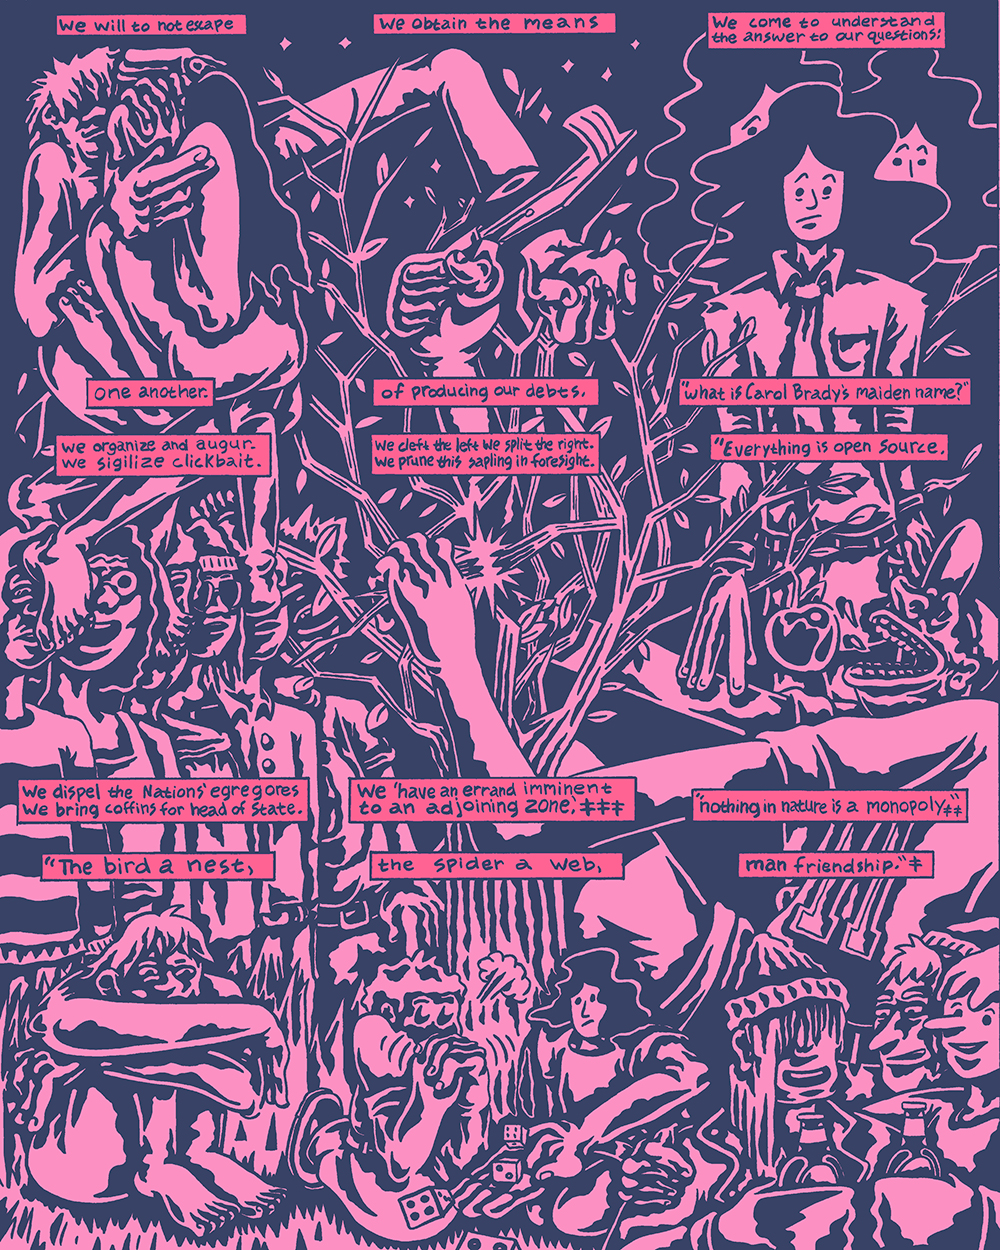 We will to not escape
We obtain the means
We come to understand
the answer to our questions:
one another.
of producing our debts.
"what is Carol Brady's maiden name?"
we organize and augur.
we sigilize clickbait.
We cleft the left We split the right.
We prune this sapling in foresight.
"Everything is open source,
We dispel the Nations' egregores
We bring coffins for head of State.
We 'have an errand imminent
to an adjoining zone.'‡‡‡
"nothing in nature is a monopoly."‡‡
"The bird a nest,
the spider a web,
man friendship."‡